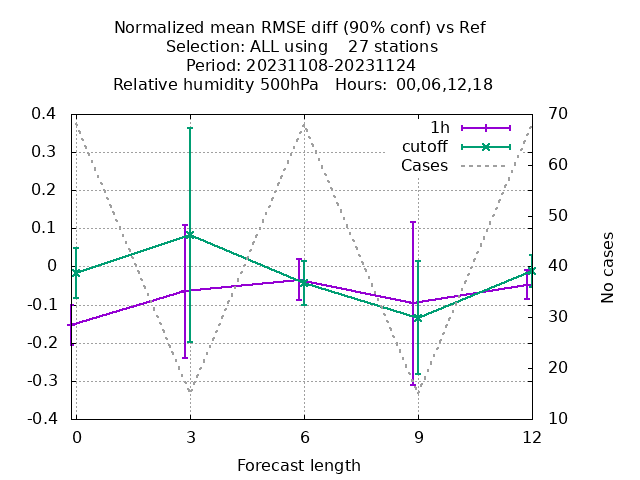 Normalized mean RMSE diff (90% conf) vs Ref
Selection: ALL using    27 stations
Period: 20231108-20231124
Relative humidity 500hPa   Hours: 00,06,12,18
0.4
0.3
0.2
0.1
0
-0.1
-0.2
-0.3
-0.4
1h
cutoff
Cases
70
60
50
40
30
20
10
No cases
0 3 6 9 12
Forecast length